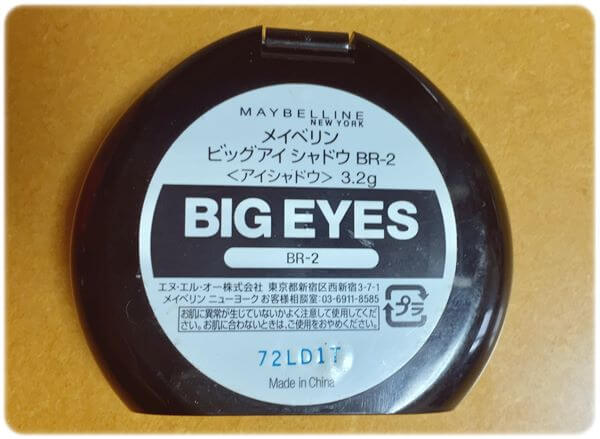 MAYBELLINE
NEW YORK
メイベリン
ビッグアイ シャドウ BR-2
<アイシャドウ> 3.2g
BIG EYES
BR-2
エヌ・エル・オー株式会社 東京都新宿区西新宿3-7-1
メイベリン ニューヨーク お客様相談室:03-6911-8585
お肌に異常が生じていないかよく注意して使用してくだ
さい。お肌に合わないときは、ご使用をおやめください。
プラ
72LD1T
Made in China